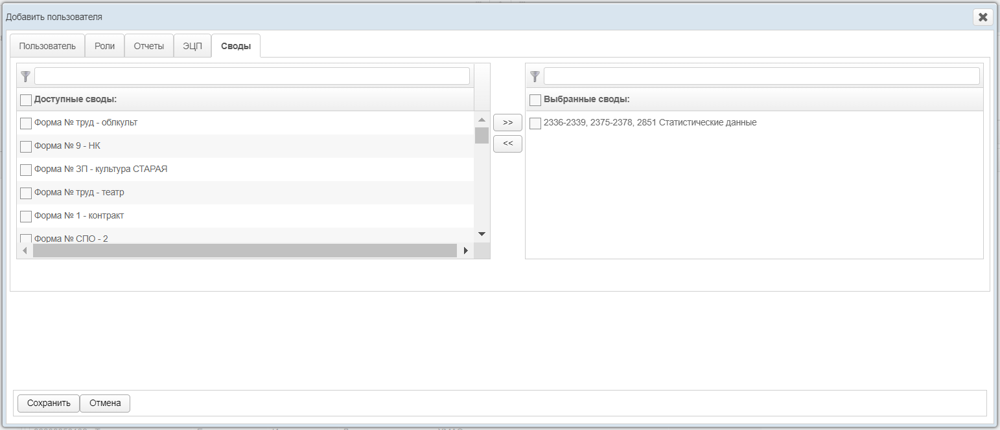 Добавить пользователя
Пользователь Роли Отчеты ЭЦП Своды
Доступные своды:
Форма № труд - облкульт
Форма № 9 - НК
Форма № ЗП - культура СТАРАЯ
Форма № труд - театр
Форма № 1 - контракт
Форма № СПО - 2
>>
<<
Выбранные своды:
2336-2339, 2375-2378, 2851 Статистические данные
Сохранить Отмена